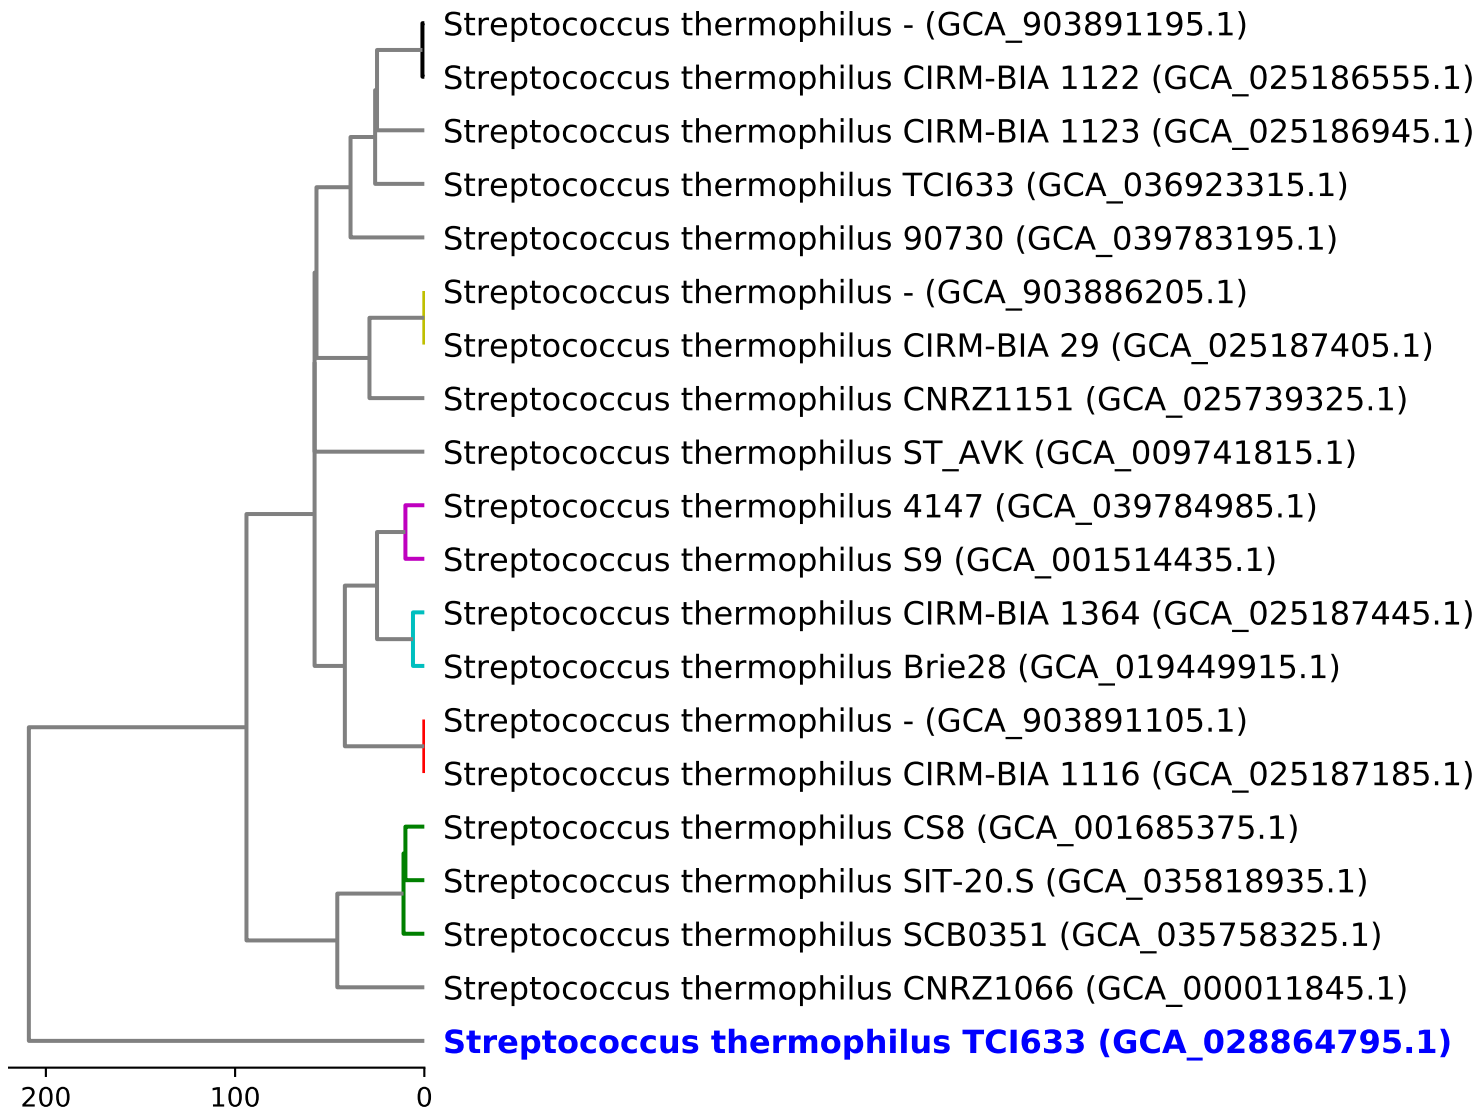 Streptococcus thermophilus - (GCA_903891195.1)
Streptococcus thermophilus CIRM-BIA 1122 (GCA_025186555.1)
Streptococcus thermophilus CIRM-BIA 1123 (GCA_025186945.1)
Streptococcus thermophilus TCI633 (GCA_036923315.1)
Streptococcus thermophilus 90730 (GCA_039783195.1)
Streptococcus thermophilus - (GCA_903886205.1)
Streptococcus thermophilus CIRM-BIA 29 (GCA_025187405.1)
Streptococcus thermophilus CNRZ1151 (GCA_025739325.1)
Streptococcus thermophilus ST_AVK (GCA_009741815.1)
Streptococcus thermophilus 4147 (GCA_039784985.1)
Streptococcus thermophilus S9 (GCA_001514435.1)
Streptococcus thermophilus CIRM-BIA 1364 (GCA_025187445.1)
Streptococcus thermophilus Brie28 (GCA_019449915.1)
Streptococcus thermophilus - (GCA_903891105.1)
Streptococcus thermophilus CIRM-BIA 1116 (GCA_025187185.1)
Streptococcus thermophilus CS8 (GCA_001685375.1)
Streptococcus thermophilus SIT-20.S (GCA_035818935.1)
Streptococcus thermophilus SCB0351 (GCA_035758325.1)
Streptococcus thermophilus CNRZ1066 (GCA_000011845.1)
Streptococcus thermophilus TCI633 (GCA_028864795.1)
200 100 0